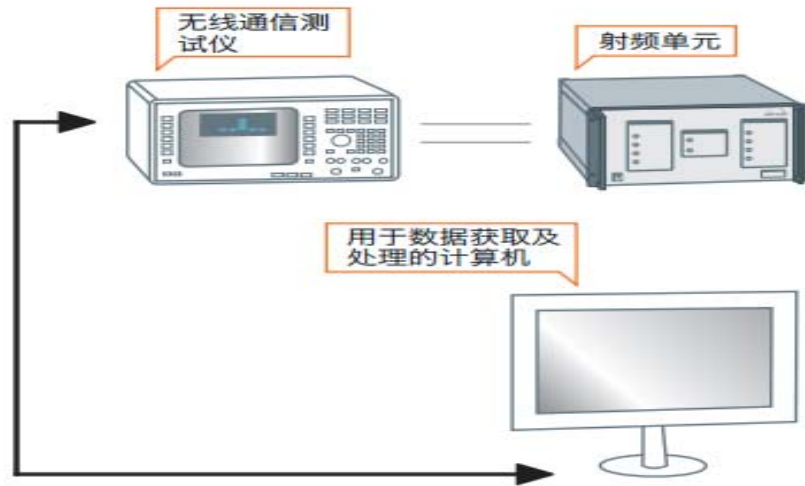 无线通信测
试仪
射频单元
用于数据获取及
处理的计算机